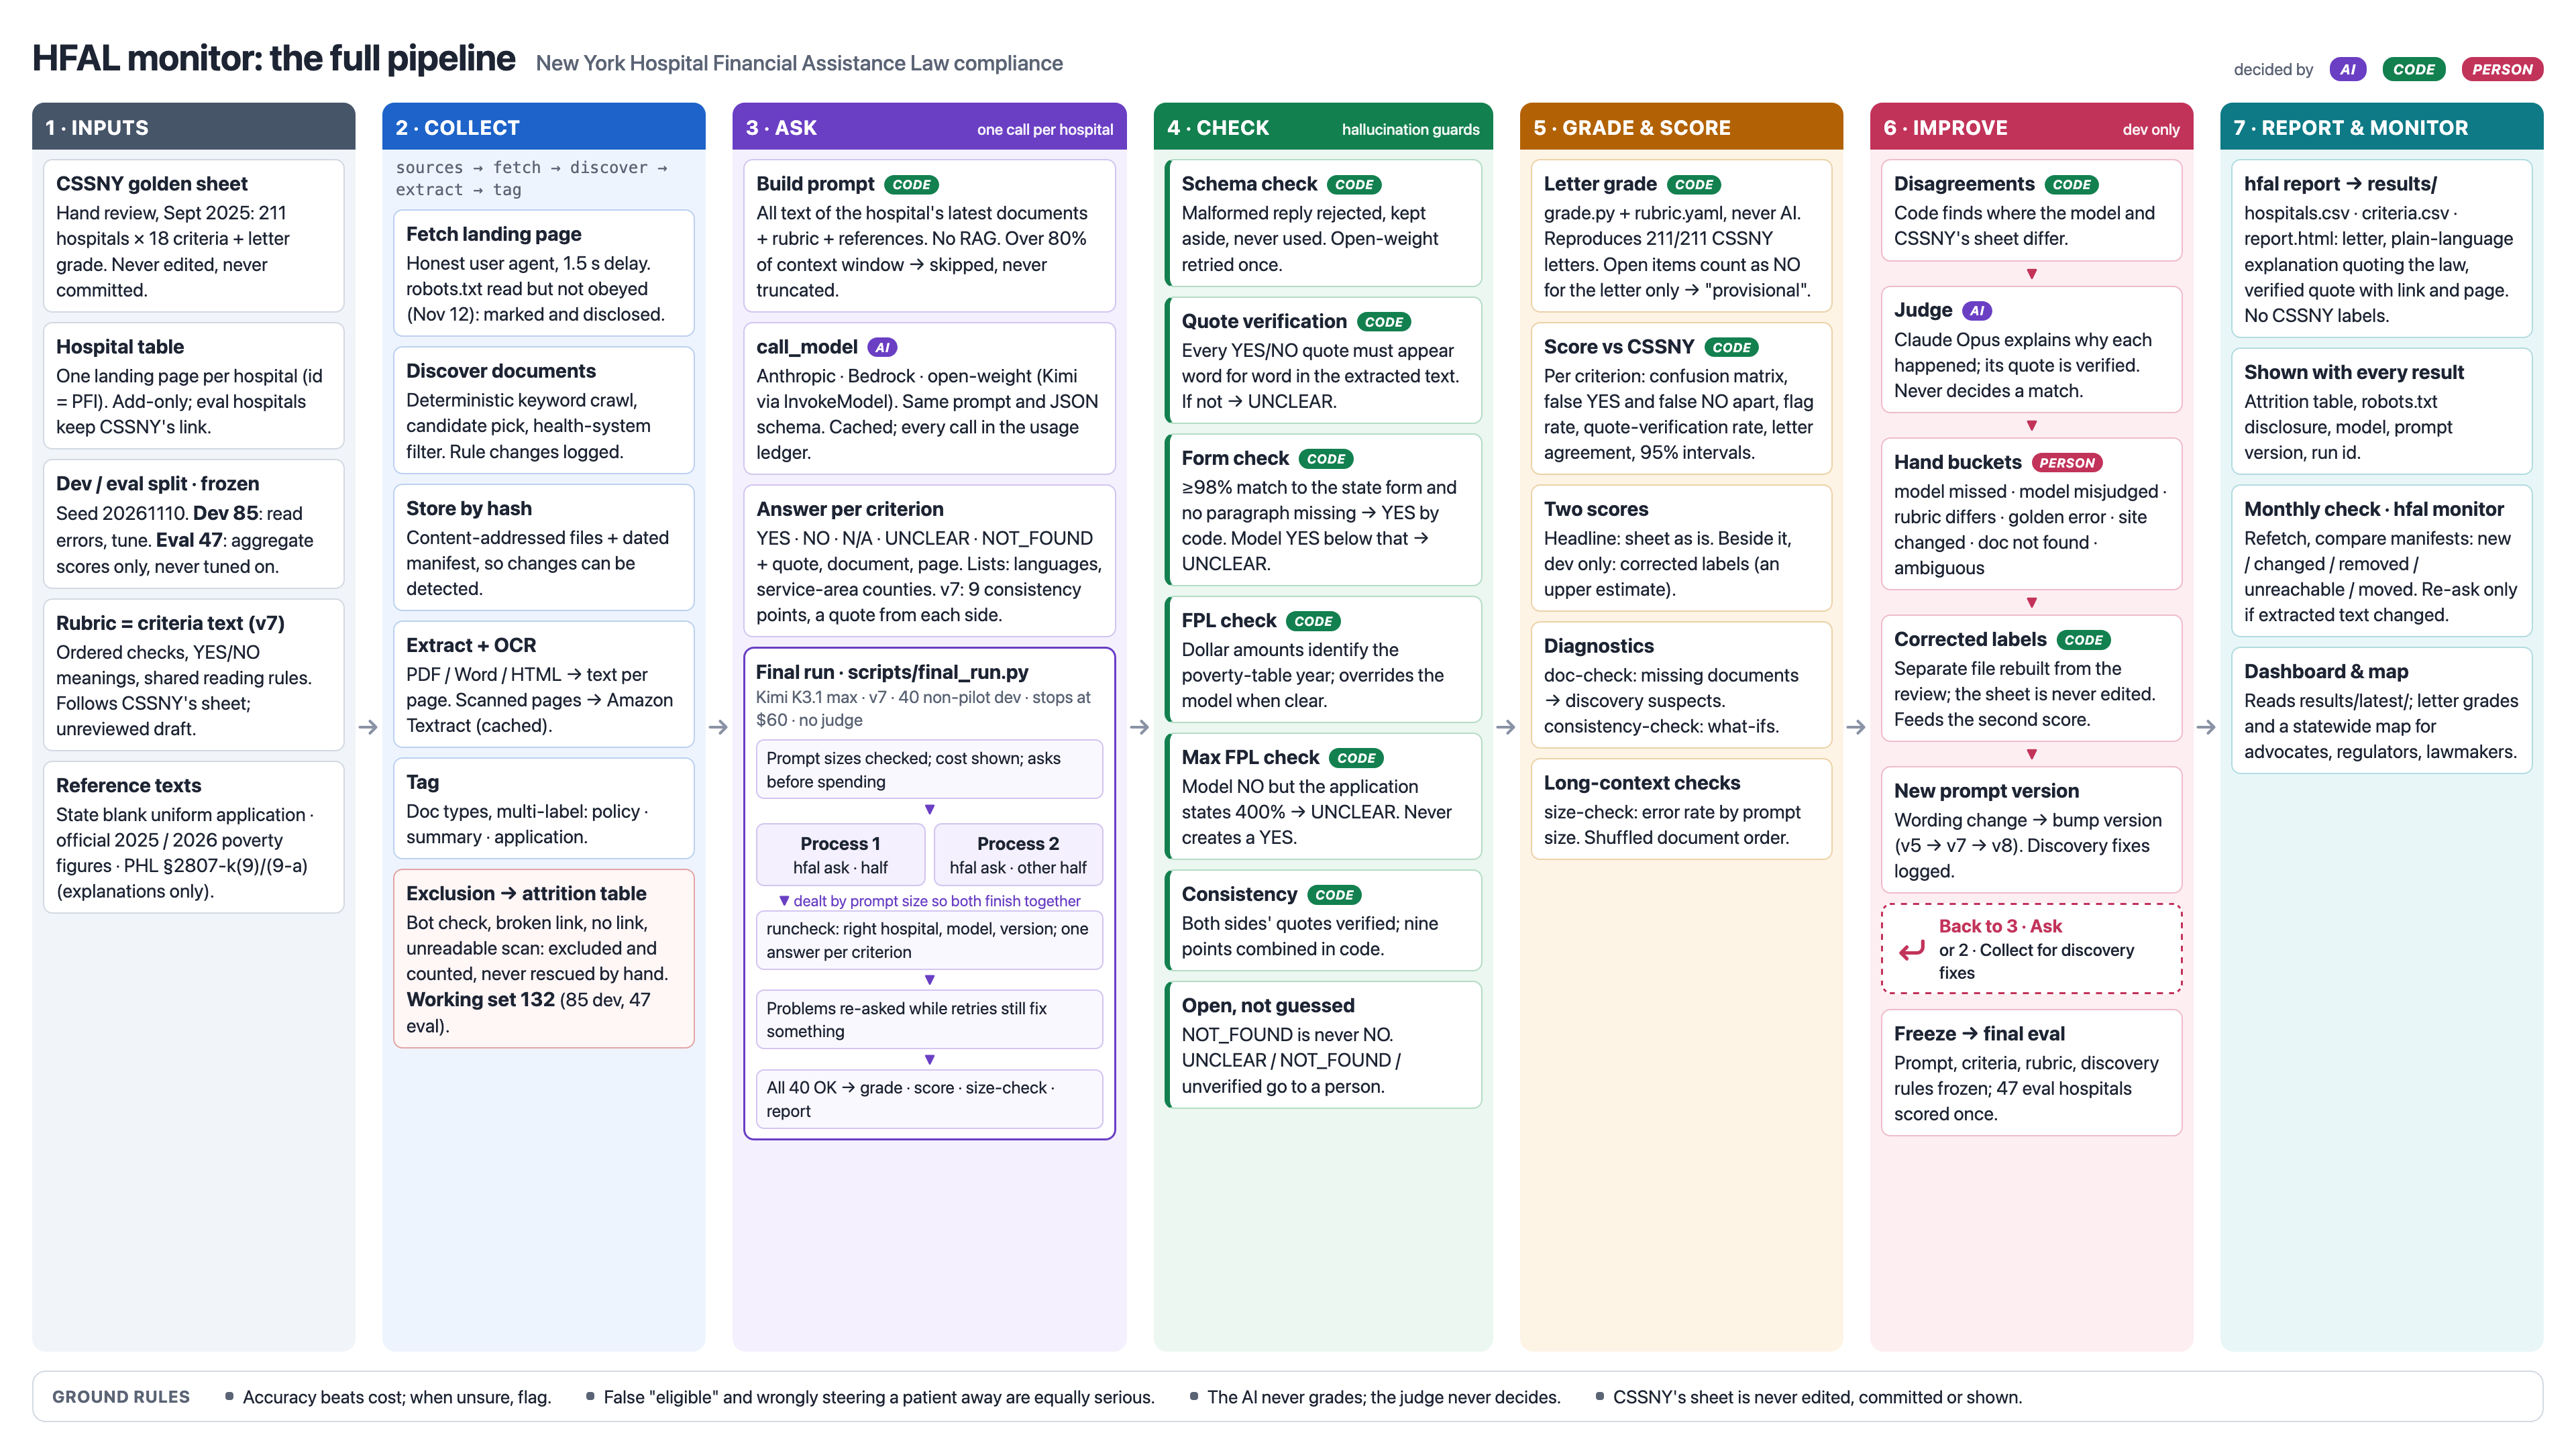 HFAL monitor: the full pipeline
New York Hospital Financial Assistance Law compliance
decided by AI CODE PERSON
1 · INPUTS
CSSNY golden sheet
Hand review, Sept 2025: 211
hospitals × 18 criteria + letter
grade. Never edited, never
committed.
Hospital table
One landing page per hospital (id
= PFI). Add-only; eval hospitals
keep CSSNY's link.
Dev / eval split · frozen
Seed 20261110. Dev 85: read
errors, tune. Eval 47: aggregate
scores only, never tuned on.
Rubric = criteria text (v7)
Ordered checks, YES/NO
meanings, shared reading rules.
Follows CSSNY's sheet;
unreviewed draft.
Reference texts
State blank uniform application ·
official 2025 / 2026 poverty
figures · PHL §2807-k(9)/(9-a)
(explanations only).
→
2 · COLLECT
sources → fetch → discover →
extract → tag
Fetch landing page
Honest user agent, 1.5 s delay.
robots.txt read but not obeyed
(Nov 12): marked and disclosed.
Discover documents
Deterministic keyword crawl,
candidate pick, health-system
filter. Rule changes logged.
Store by hash
Content-addressed files + dated
manifest, so changes can be
detected.
Extract + OCR
PDF / Word / HTML → text per
page. Scanned pages → Amazon
Textract (cached).
Tag
Doc types, multi-label: policy ·
summary · application.
Exclusion → attrition table
Bot check, broken link, no link,
unreadable scan: excluded and
counted, never rescued by hand.
Working set 132 (85 dev, 47
eval).
→
3 · ASK
one call per hospital
Build prompt CODE
All text of the hospital's latest documents
+ rubric + references. No RAG. Over 80%
of context window → skipped, never
truncated.
call_model AI
Anthropic · Bedrock · open-weight (Kimi
via InvokeModel). Same prompt and JSON
schema. Cached; every call in the usage
ledger.
Answer per criterion
YES · NO · N/A · UNCLEAR · NOT_FOUND
+ quote, document, page. Lists: languages,
service-area counties. v7: 9 consistency
points, a quote from each side.
Final run · scripts/final_run.py
Kimi K3.1 max · v7 · 40 non-pilot dev · stops at
$60 · no judge
Prompt sizes checked; cost shown; asks
before spending
▼
Process 1
hfal ask · half
Process 2
hfal ask · other half
▼ dealt by prompt size so both finish together
runcheck: right hospital, model, version; one
answer per criterion
▼
Problems re-asked while retries still fix
something
▼
All 40 OK → grade · score · size-check ·
report
→
4 · CHECK
hallucination guards
Schema check CODE
Malformed reply rejected, kept
aside, never used. Open-weight
retried once.
Quote verification CODE
Every YES/NO quote must appear
word for word in the extracted text.
If not → UNCLEAR.
Form check CODE
≥98% match to the state form and
no paragraph missing → YES by
code. Model YES below that →
UNCLEAR.
FPL check CODE
Dollar amounts identify the
poverty-table year; overrides the
model when clear.
Max FPL check CODE
Model NO but the application
states 400% → UNCLEAR. Never
creates a YES.
Consistency CODE
Both sides' quotes verified; nine
points combined in code.
Open, not guessed
NOT_FOUND is never NO.
UNCLEAR / NOT_FOUND /
unverified go to a person.
→
5 · GRADE & SCORE
Letter grade CODE
grade.py + rubric.yaml, never AI.
Reproduces 211/211 CSSNY
letters. Open items count as NO
for the letter only → "provisional".
Score vs CSSNY CODE
Per criterion: confusion matrix,
false YES and false NO apart, flag
rate, quote-verification rate, letter
agreement, 95% intervals.
Two scores
Headline: sheet as is. Beside it,
dev only: corrected labels (an
upper estimate).
Diagnostics
doc-check: missing documents
→ discovery suspects.
consistency-check: what-ifs.
Long-context checks
size-check: error rate by prompt
size. Shuffled document order.
→
6 · IMPROVE
dev only
Disagreements CODE
Code finds where the model and
CSSNY's sheet differ.
▼
Judge AI
Claude Opus explains why each
happened; its quote is verified.
Never decides a match.
▼
Hand buckets PERSON
model missed · model misjudged ·
rubric differs · golden error · site
changed · doc not found ·
ambiguous
▼
Corrected labels CODE
Separate file rebuilt from the
review; the sheet is never edited.
Feeds the second score.
▼
New prompt version
Wording change → bump version
(v5 → v7 → v8). Discovery fixes
logged.
Back to 3 · Ask
or 2 · Collect for discovery
fixes
Freeze → final eval
Prompt, criteria, rubric, discovery
rules frozen; 47 eval hospitals
scored once.
→
7 · REPORT & MONITOR
hfal report → results/
hospitals.csv · criteria.csv ·
report.html: letter, plain-language
explanation quoting the law,
verified quote with link and page.
No CSSNY labels.
Shown with every result
Attrition table, robots.txt
disclosure, model, prompt
version, run id.
Monthly check · hfal monitor
Refetch, compare manifests: new
/ changed / removed /
unreachable / moved. Re-ask only
if extracted text changed.
Dashboard & map
Reads results/latest/; letter grades
and a statewide map for
advocates, regulators, lawmakers.
GROUND RULES
Accuracy beats cost; when unsure, flag.
False "eligible" and wrongly steering a patient away are equally serious.
The AI never grades; the judge never decides.
CSSNY's sheet is never edited, committed or shown.